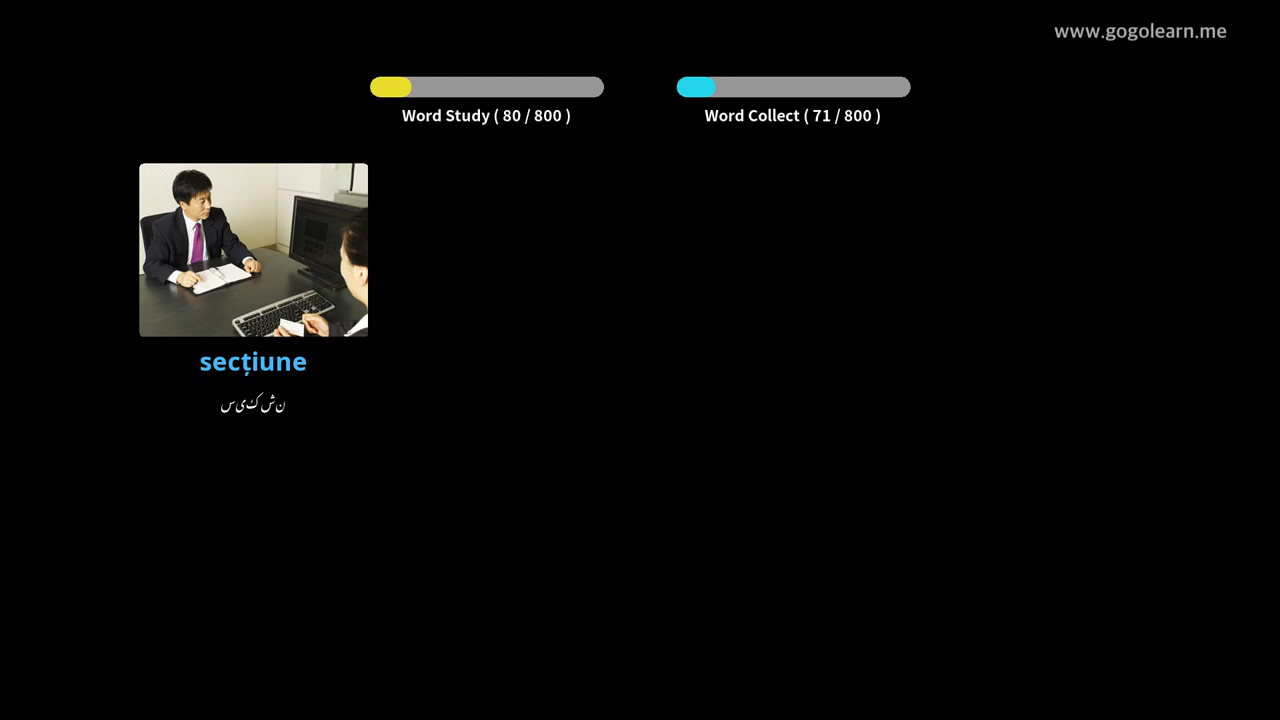 www.gogolearn.me
Word Study ( 80 / 800 )
Word Collect ( 71 / 800 )
secțiune
ن ش ک ی س